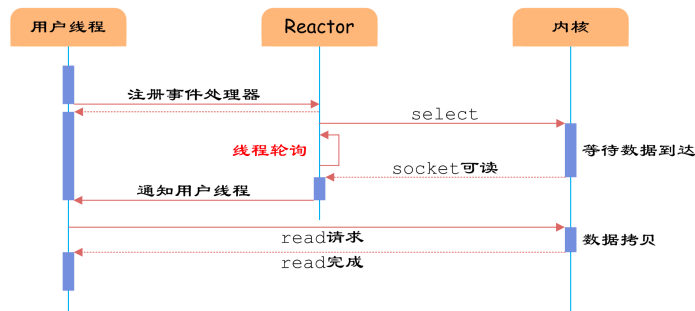 用户线程
Reactor
内核
注册事件处理器
select
线程轮询
等待数据到达
socket可读
通知用户线程
read请求
数据拷贝
read完成